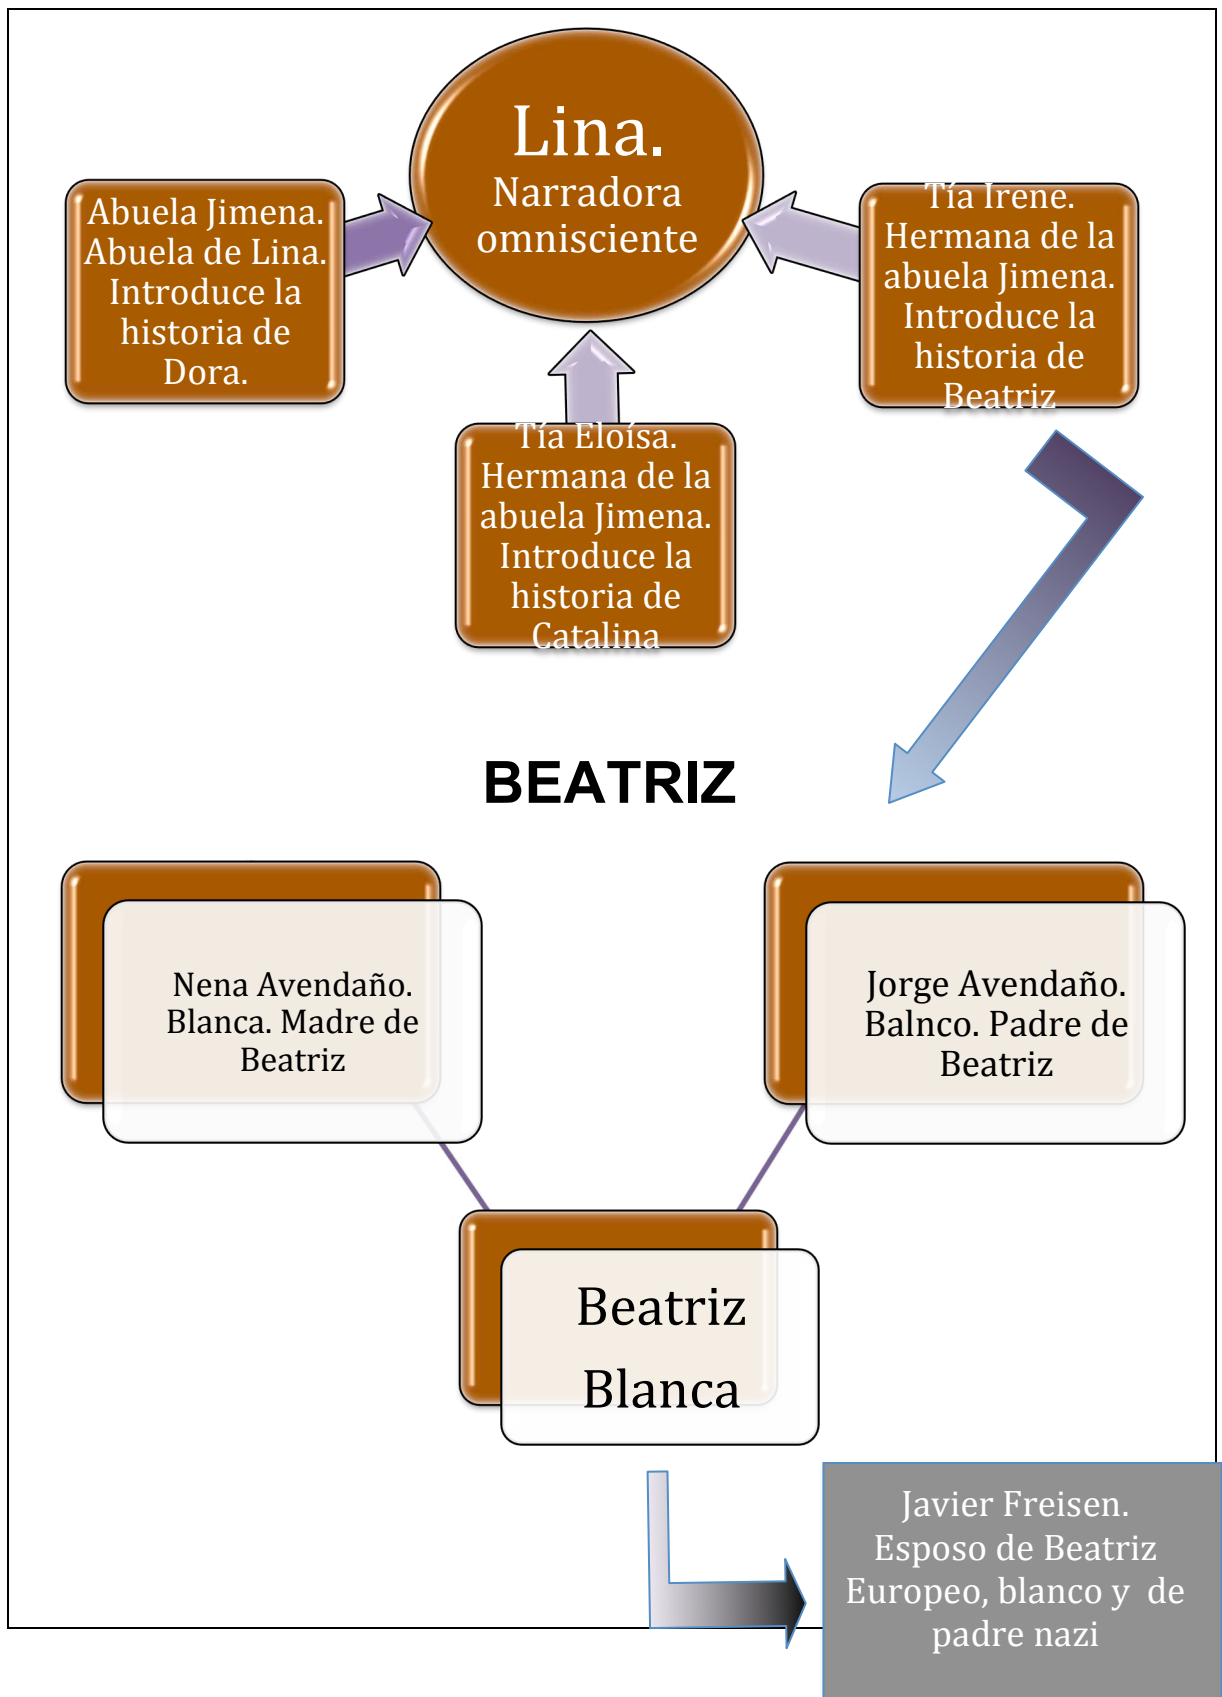 Lina.
Narradora
omnisciente
Abuela Jimena.
Abuela de Lina.
Introduce la
historia de
Dora.
Tía Irene.
Hermana de la
abuela Jimena.
Introduce la
historia de
Beatriz
Tía Eloísa.
Hermana de la
abuela Jimena.
Introduce la
historia de
Catalina
BEATRIZ
Nena Avendaño.
Blanca. Madre de
Beatriz
Jorge Avendaño.
Balnco. Padre de
Beatriz
Beatriz
Blanca
Javier Freisen.
Esposo de Beatriz
Europeo, blanco y de
padre nazi